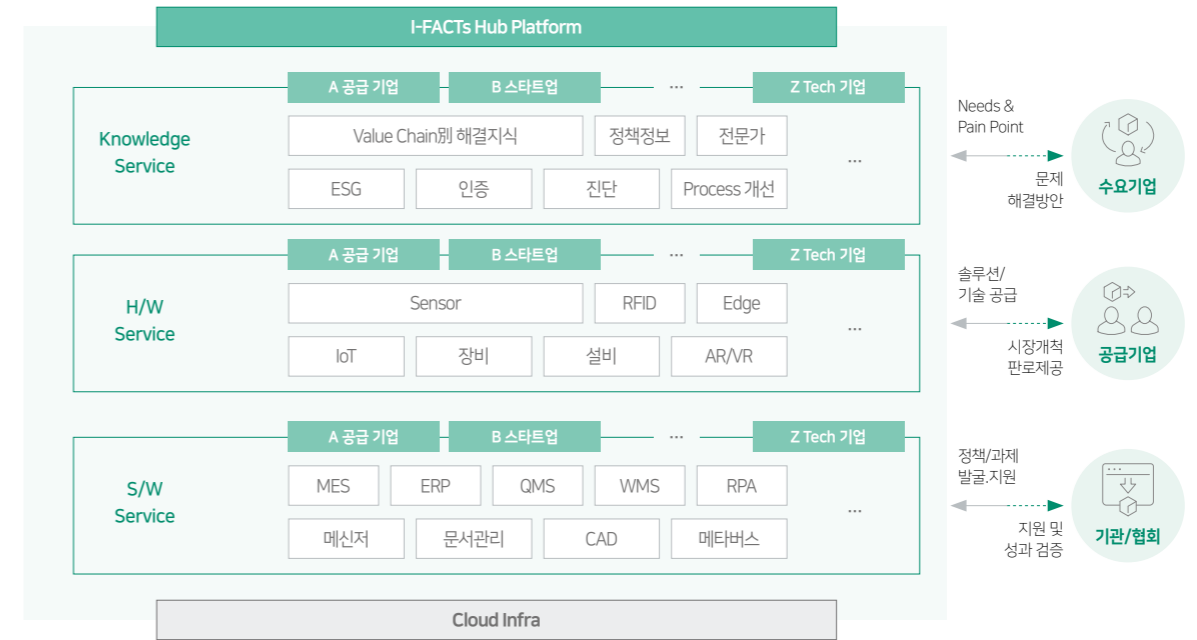 I-FACTs Hub Platform
Knowledge
Service
A 공급 기업
B 스타트업
...
Z Tech 기업
Value Chain別 해결지식
정책정보
전문가
ESG
인증
진단
Process 개선
...
Needs &
Pain Point
문제
해결방안
수요기업
H/W
Service
A 공급 기업
B 스타트업
...
Z Tech 기업
Sensor
RFID
Edge
IoT
장비
설비
AR/VR
...
솔루션/
기술 공급
시장개척
판로제공
공급기업
S/W
Service
A 공급 기업
B 스타트업
...
Z Tech 기업
MES
ERP
QMS
WMS
RPA
메신저
문서관리
CAD
메타버스
...
정책/과제
발굴.지원
지원 및
성과 검증
기관/협회
Cloud Infra